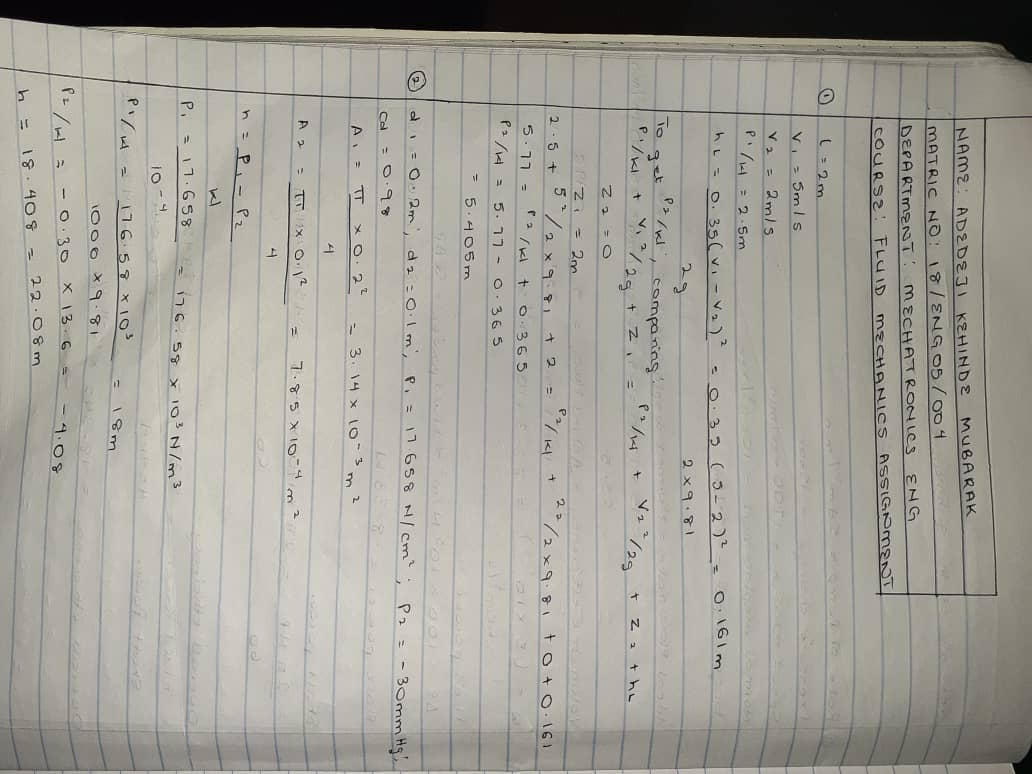 NAME: ADEDEJI KEHINDE MUBARAK
MATRIC NO: 18/ENG05/004
DEPARTMENT: MECHATRONICS ENG
COURSE: FLUID MECHANICS ASSIGNMENT
① L = 2m
V1 = 5m/s
V2 = 2m/s
P1/W = 2.5m
hL = 0.35(V1 - V2)² / 2g = 0.35 (5-2)² / 2×9.81 = 0.161m
To get P2/W, comparing:
P1/W + V1²/2g + Z1 = P2/W + V2²/2g + Z2 + hL
Z2 = 0
Z1 = 2m
2.5 + 5²/2×9.81 + 2 = P2/W + 2²/2×9.81 + 0 + 0.161
5.77 = P2/W + 0.365
P2/W = 5.77 - 0.365
= 5.405m
② d1 = 0.2m; d2 = 0.1m; P1 = 17658 N/cm²; P2 = -30mmHg;
Cd = 0.98
A1 = π × 0.2² / 4 = 3.14 × 10⁻³ m²
A2 = π × 0.1² / 4 = 7.85 × 10⁻⁴ m²
h = P1 - P2 / W
P1 = 17.658 / 10⁻⁴ = 176.58 × 10³ N/m³
P1/W = 176.58 × 10³ / 1000 × 9.81 = 18m
P2/W = -0.30 × 13.6 = -4.08
h = 18.408 = 22.08m